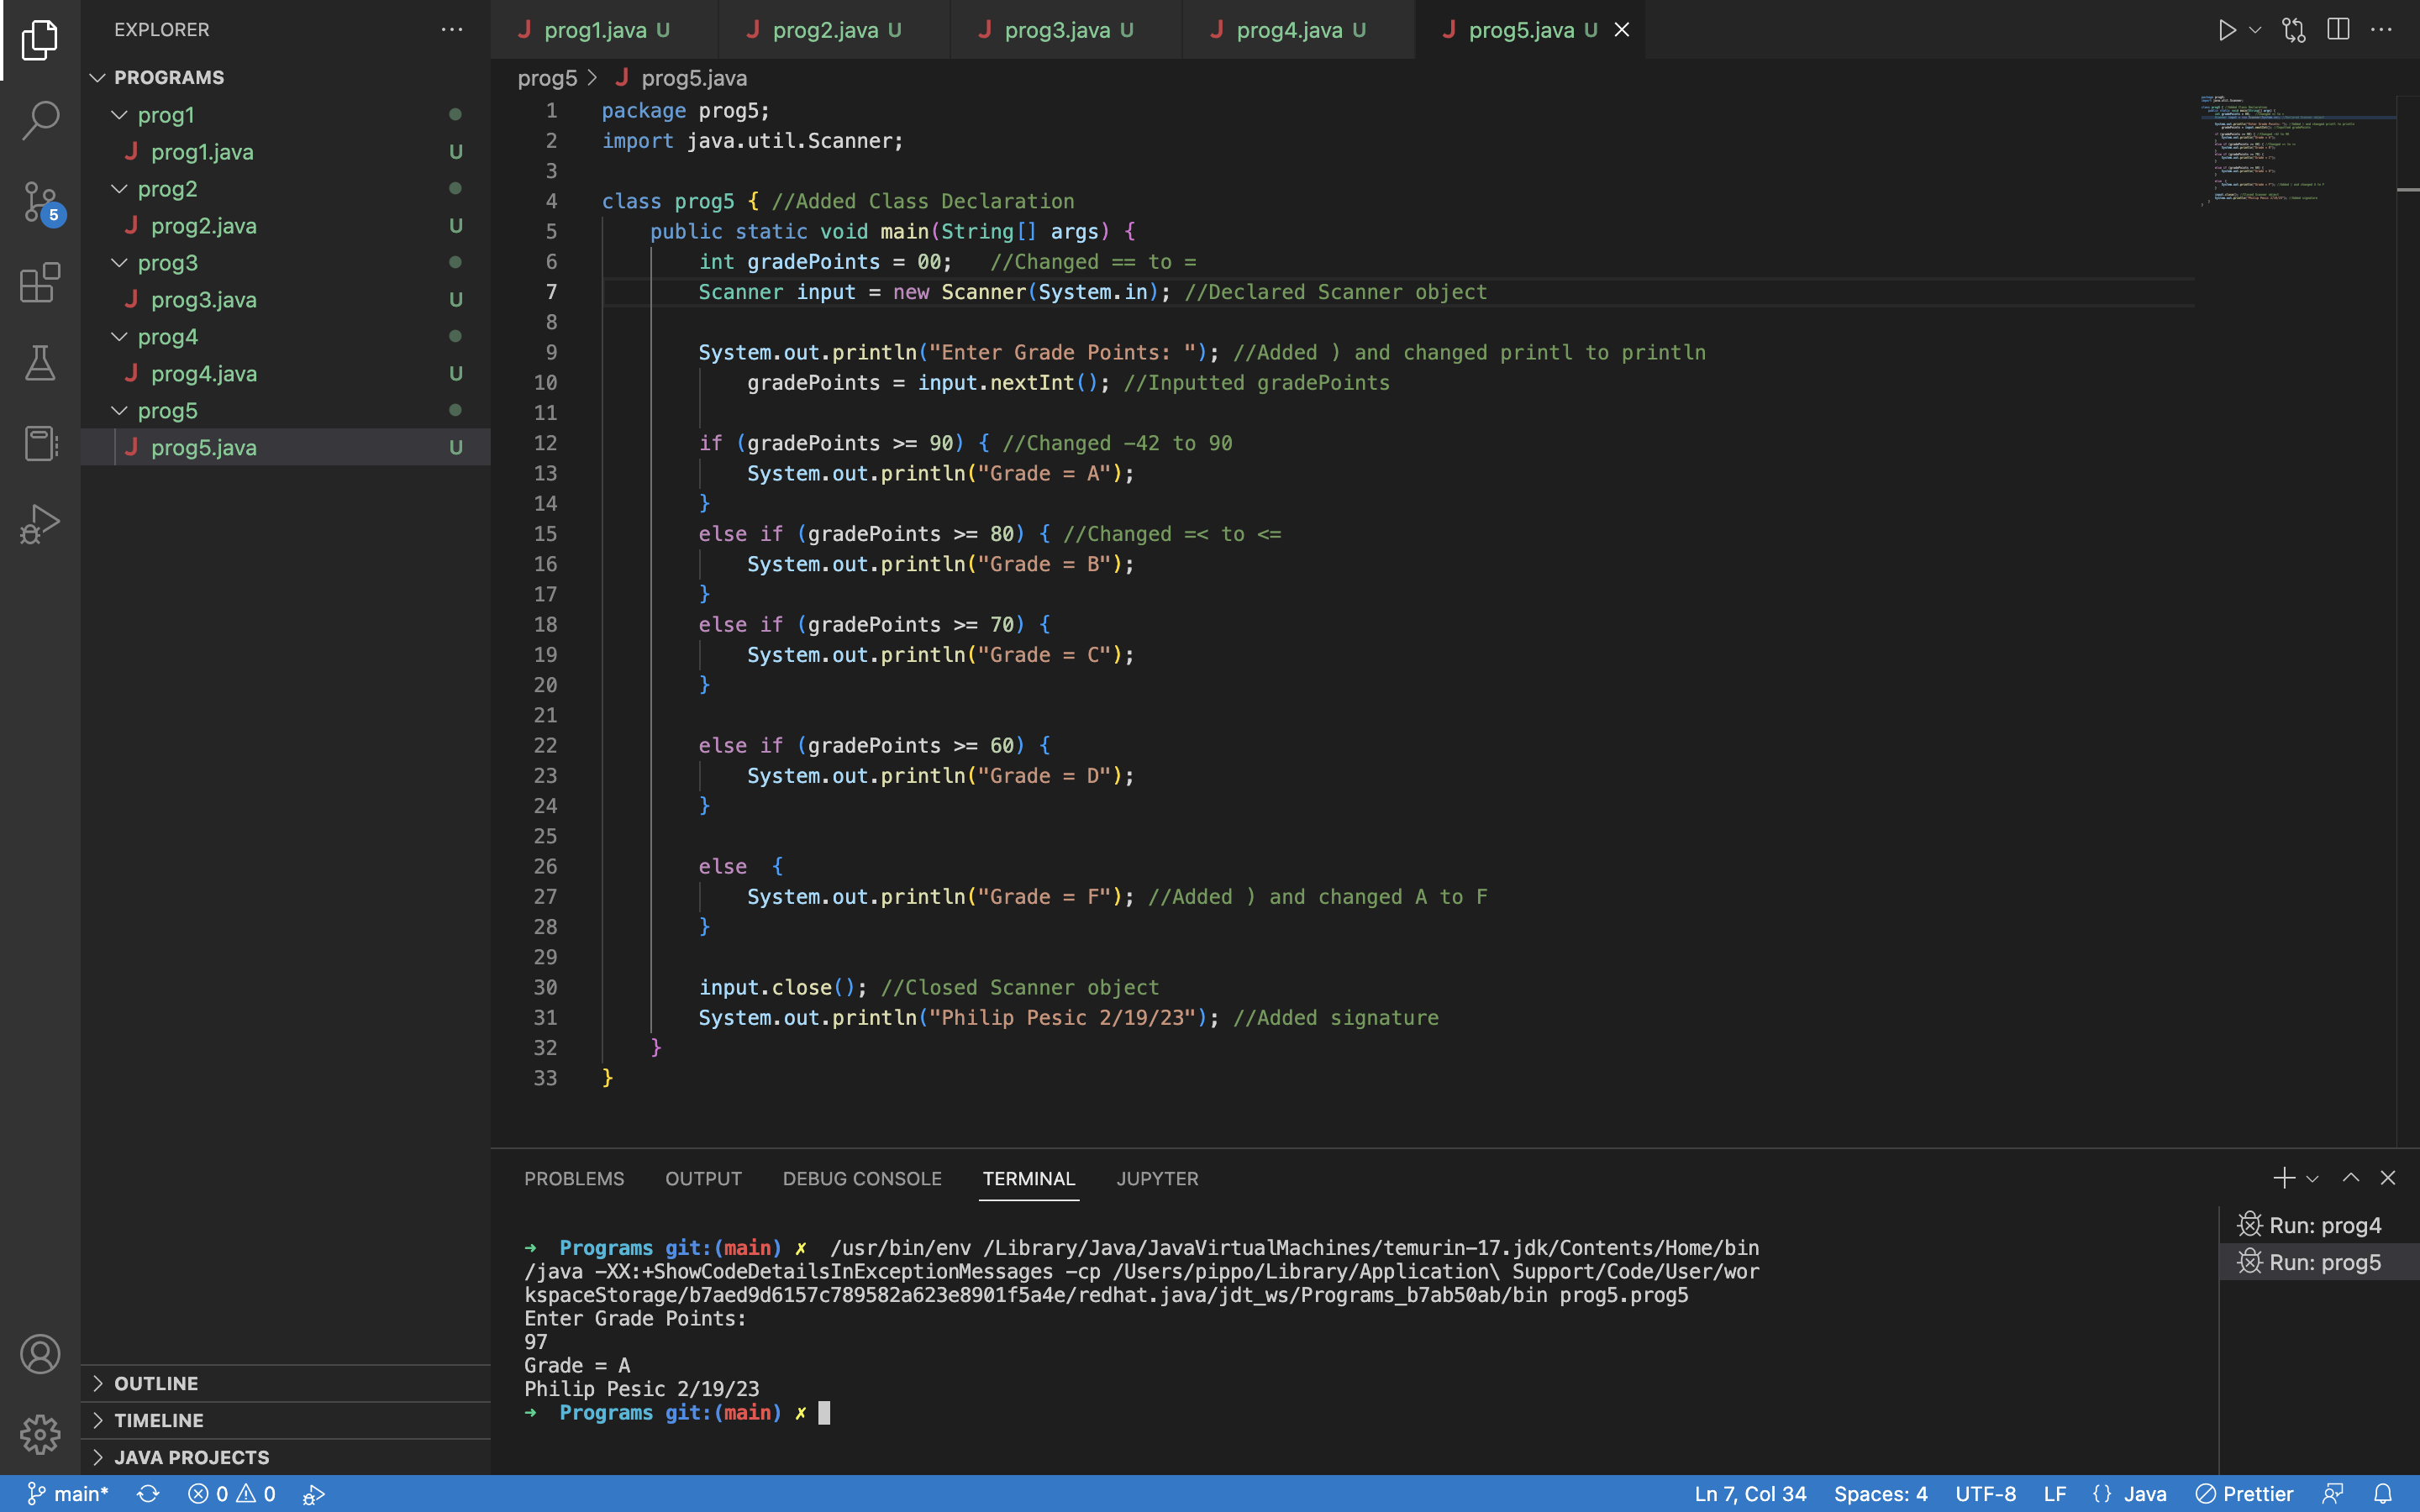 EXPLORER
PROGRAMS
prog1
prog1.java U
prog2
prog2.java U
prog3
prog3.java U
prog4
prog4.java U
prog5
prog5.java U
5
OUTLINE
TIMELINE
JAVA PROJECTS
prog1.java U prog2.java U prog3.java U prog4.java U prog5.java U
prog5 > prog5.java
1 package prog5;
2 import java.util.Scanner;
3
4 class prog5 { //Added Class Declaration
5 public static void main(String[] args) {
6 int gradePoints = 00; //Changed == to =
7 Scanner input = new Scanner(System.in); //Declared Scanner object
8
9 System.out.println("Enter Grade Points: "); //Added ) and changed printl to println
10 gradePoints = input.nextInt(); //Inputted gradePoints
11
12 if (gradePoints >= 90) { //Changed -42 to 90
13 System.out.println("Grade = A");
14 }
15 else if (gradePoints >= 80) { //Changed =< to <=
16 System.out.println("Grade = B");
17 }
18 else if (gradePoints >= 70) {
19 System.out.println("Grade = C");
20 }
21
22 else if (gradePoints >= 60) {
23 System.out.println("Grade = D");
24 }
25
26 else {
27 System.out.println("Grade = F"); //Added ) and changed A to F
28 }
29
30 input.close(); //Closed Scanner object
31 System.out.println("Philip Pesic 2/19/23"); //Added signature
32 }
33 }
PROBLEMS OUTPUT DEBUG CONSOLE TERMINAL JUPYTER
→ Programs git:(main) ✗ /usr/bin/env /Library/Java/JavaVirtualMachines/temurin-17.jdk/Contents/Home/bin
/java -XX:+ShowCodeDetailsInExceptionMessages -cp /Users/pippo/Library/Application\ Support/Code/User/wor
kspaceStorage/b7aed9d6157c789582a623e8901f5a4e/redhat.java/jdt_ws/Programs_b7ab50ab/bin prog5.prog5
Enter Grade Points:
97
Grade = A
Philip Pesic 2/19/23
→ Programs git:(main) ✗
Run: prog4
Run: prog5
main* 0 0 Ln 7, Col 34 Spaces: 4 UTF-8 LF {} Java Prettier